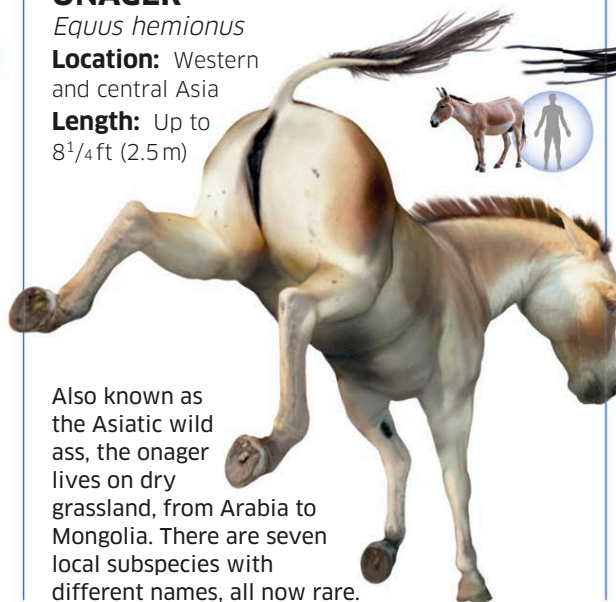 ONAGER
Equus hemionus
Location: Western
and central Asia
Length: Up to
8 1/4 ft (2.5 m)
Also known as
the Asiatic wild
ass, the onager
lives on dry
grassland, from Arabia to
Mongolia. There are seven
local subspecies with
different names, all now rare.